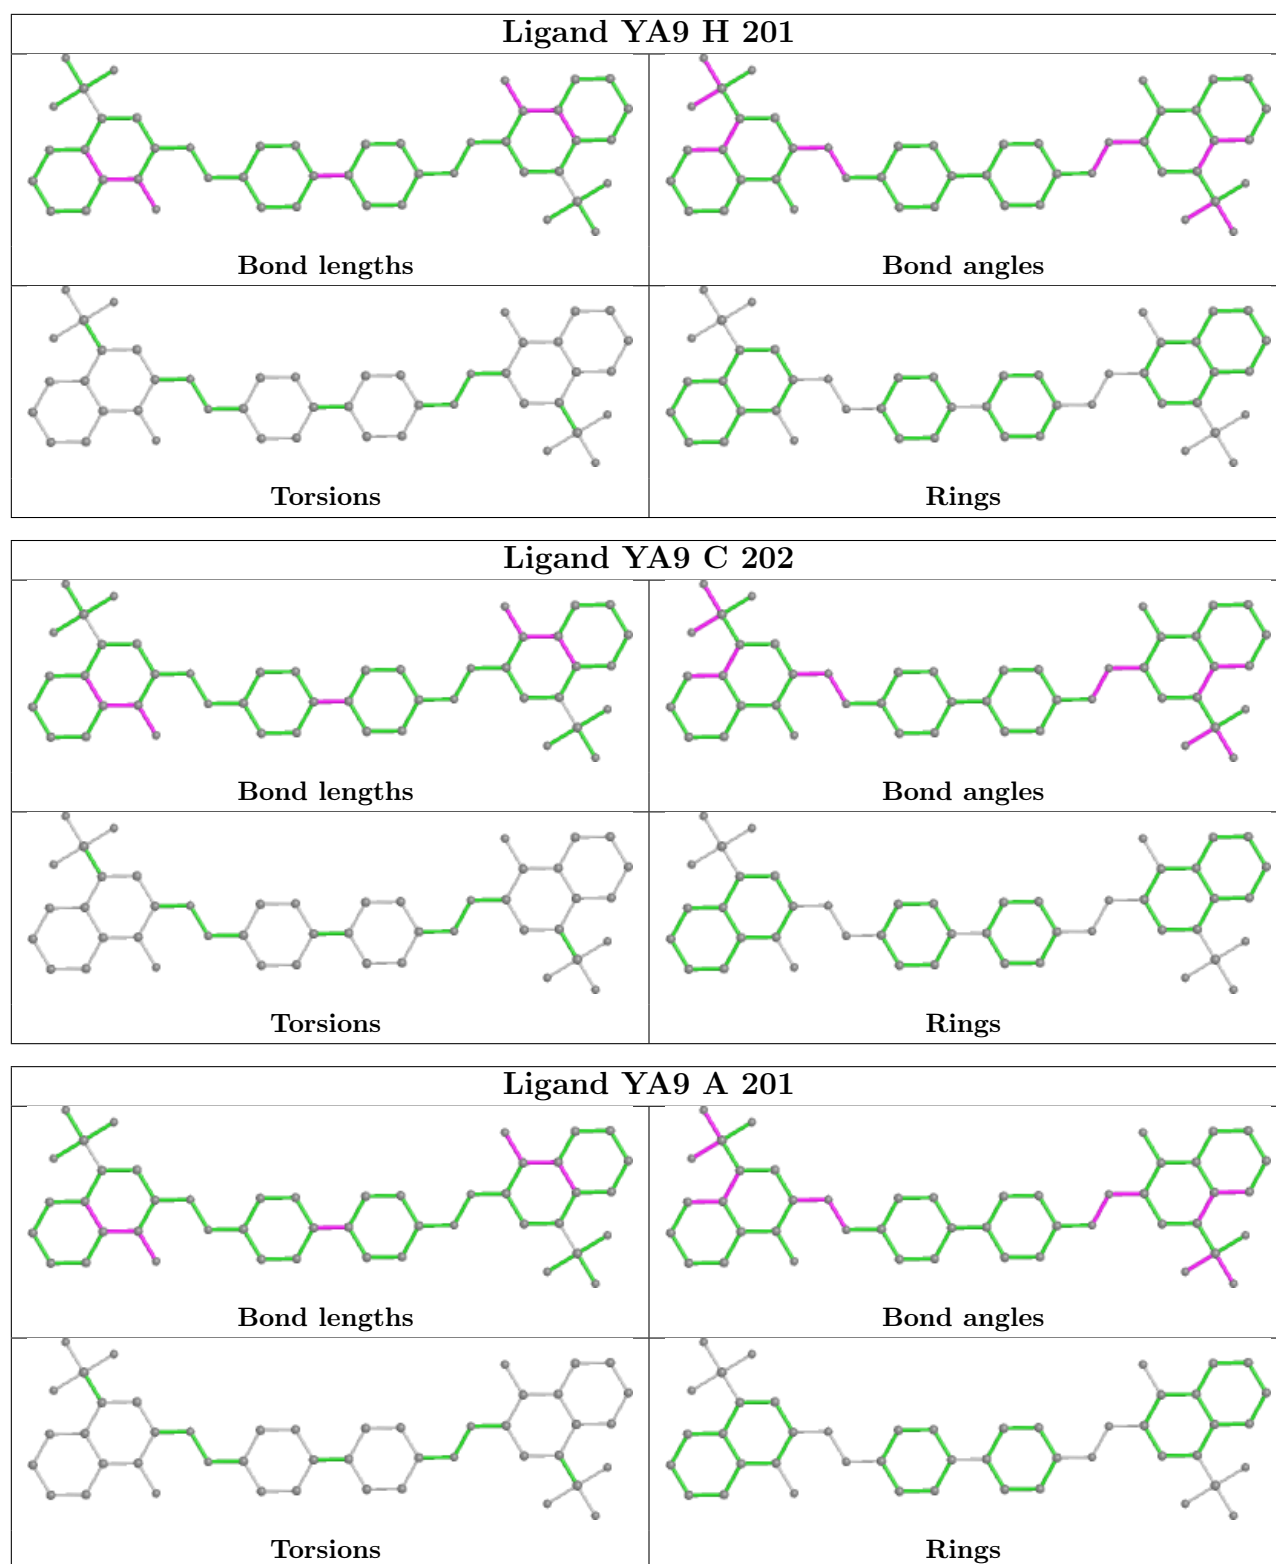 Ligand YA9 H 201
Bond lengths
Bond angles
Torsions
Rings
Ligand YA9 C 202
Bond lengths
Bond angles
Torsions
Rings
Ligand YA9 A 201
Bond lengths
Bond angles
Torsions
Rings